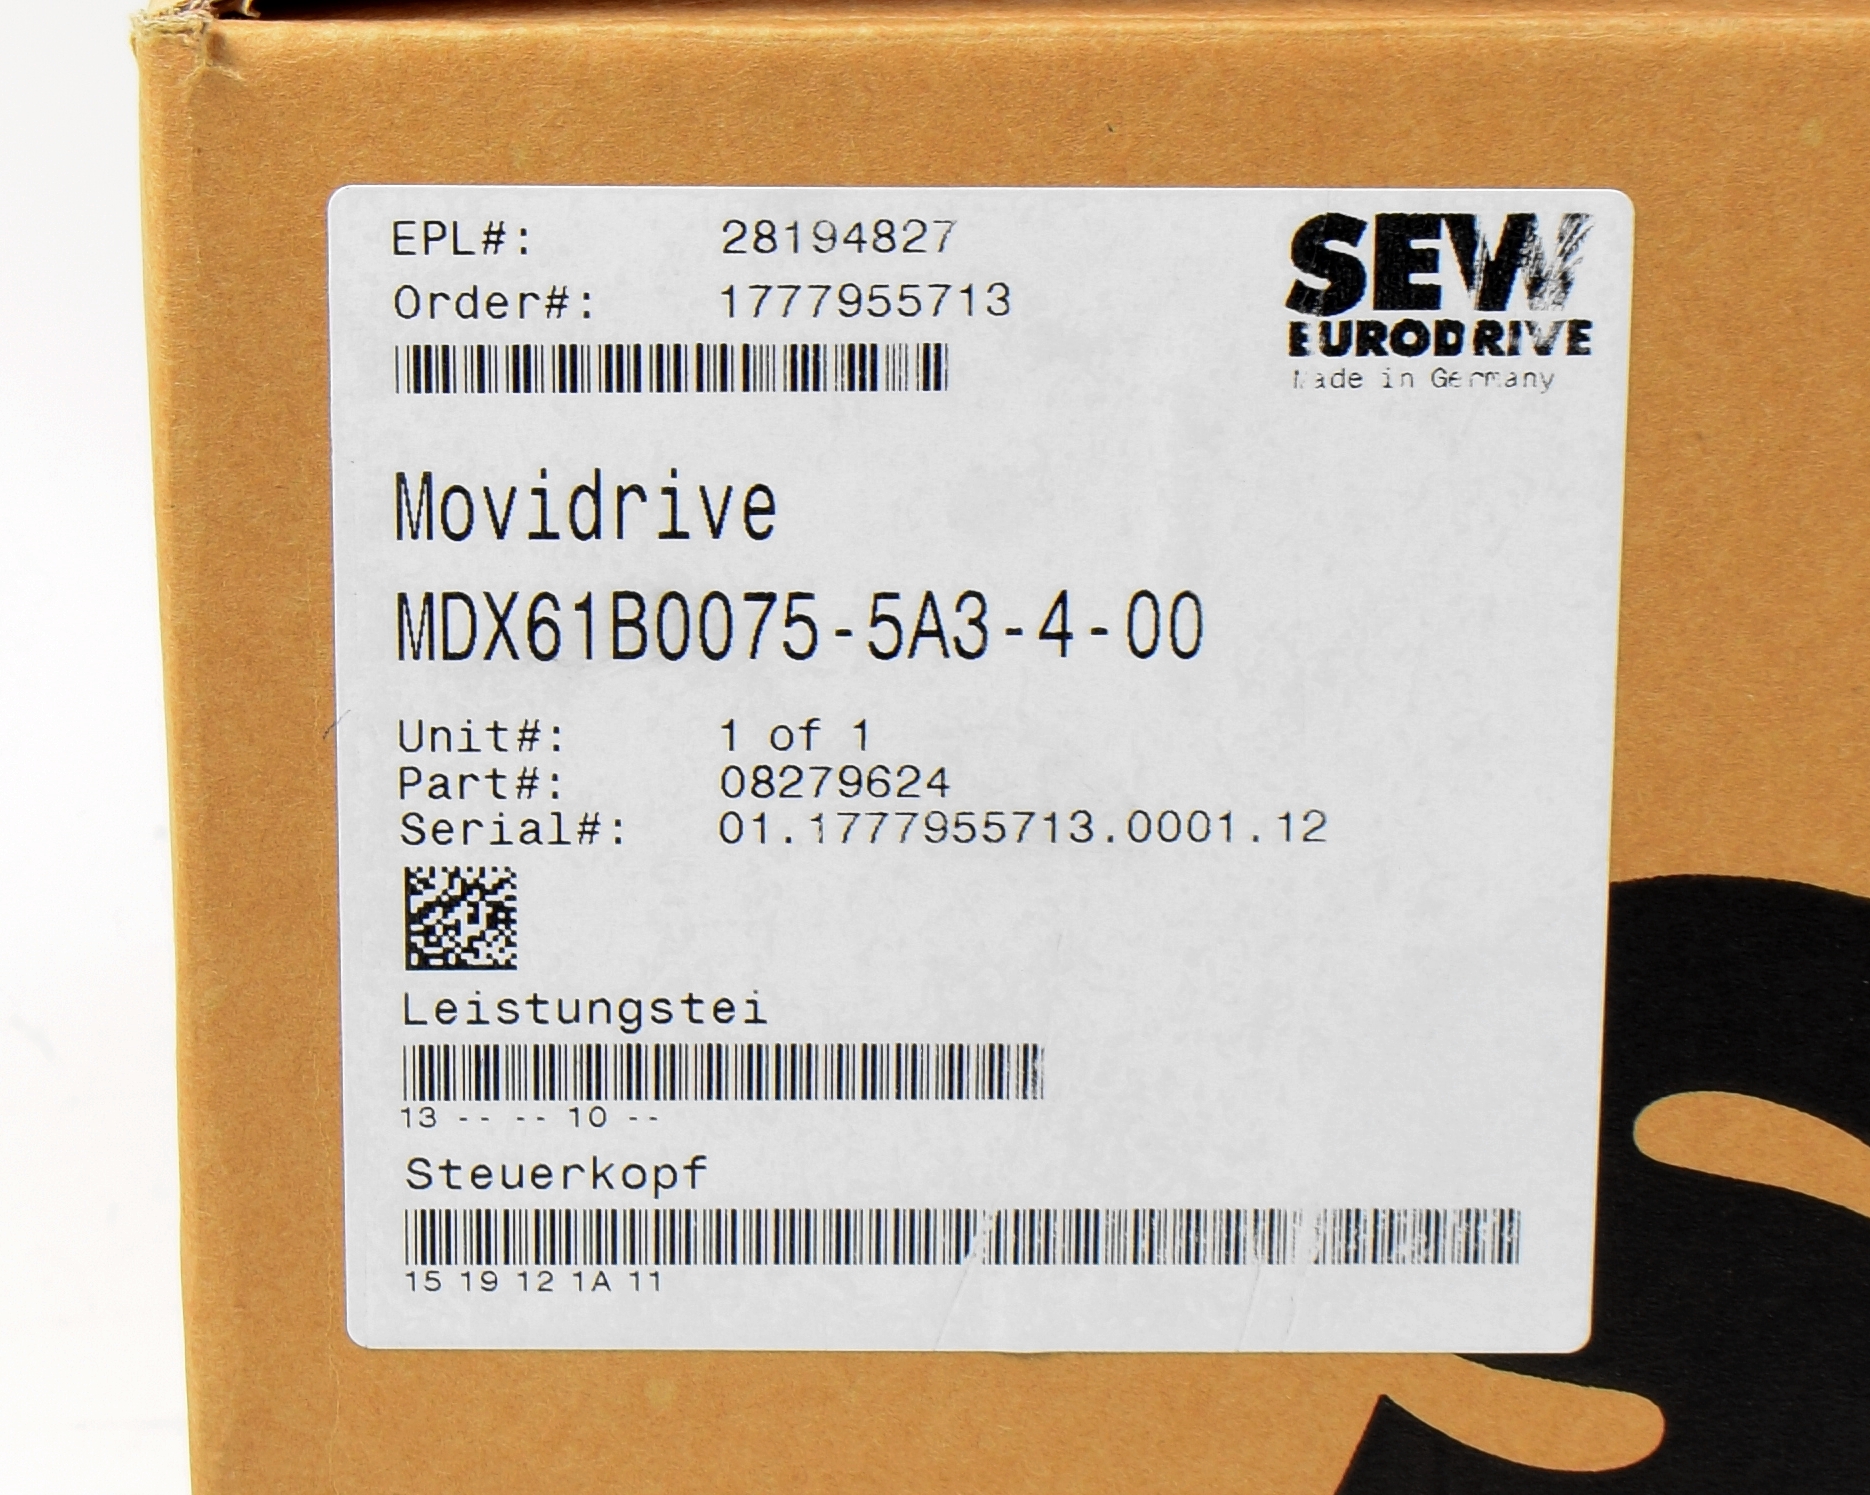 EPL#: 28194827
Order#: 1777955713
SEW
EURODRIVE
Made in Germany
Movidrive
MDX61B0075-5A3-4-00
Unit#: 1 of 1
Part#: 08279624
Serial#: 01.1777955713.0001.12
Leistungstei
13 -- -- 10 --
Steuerkopf
15 19 12 1A 11